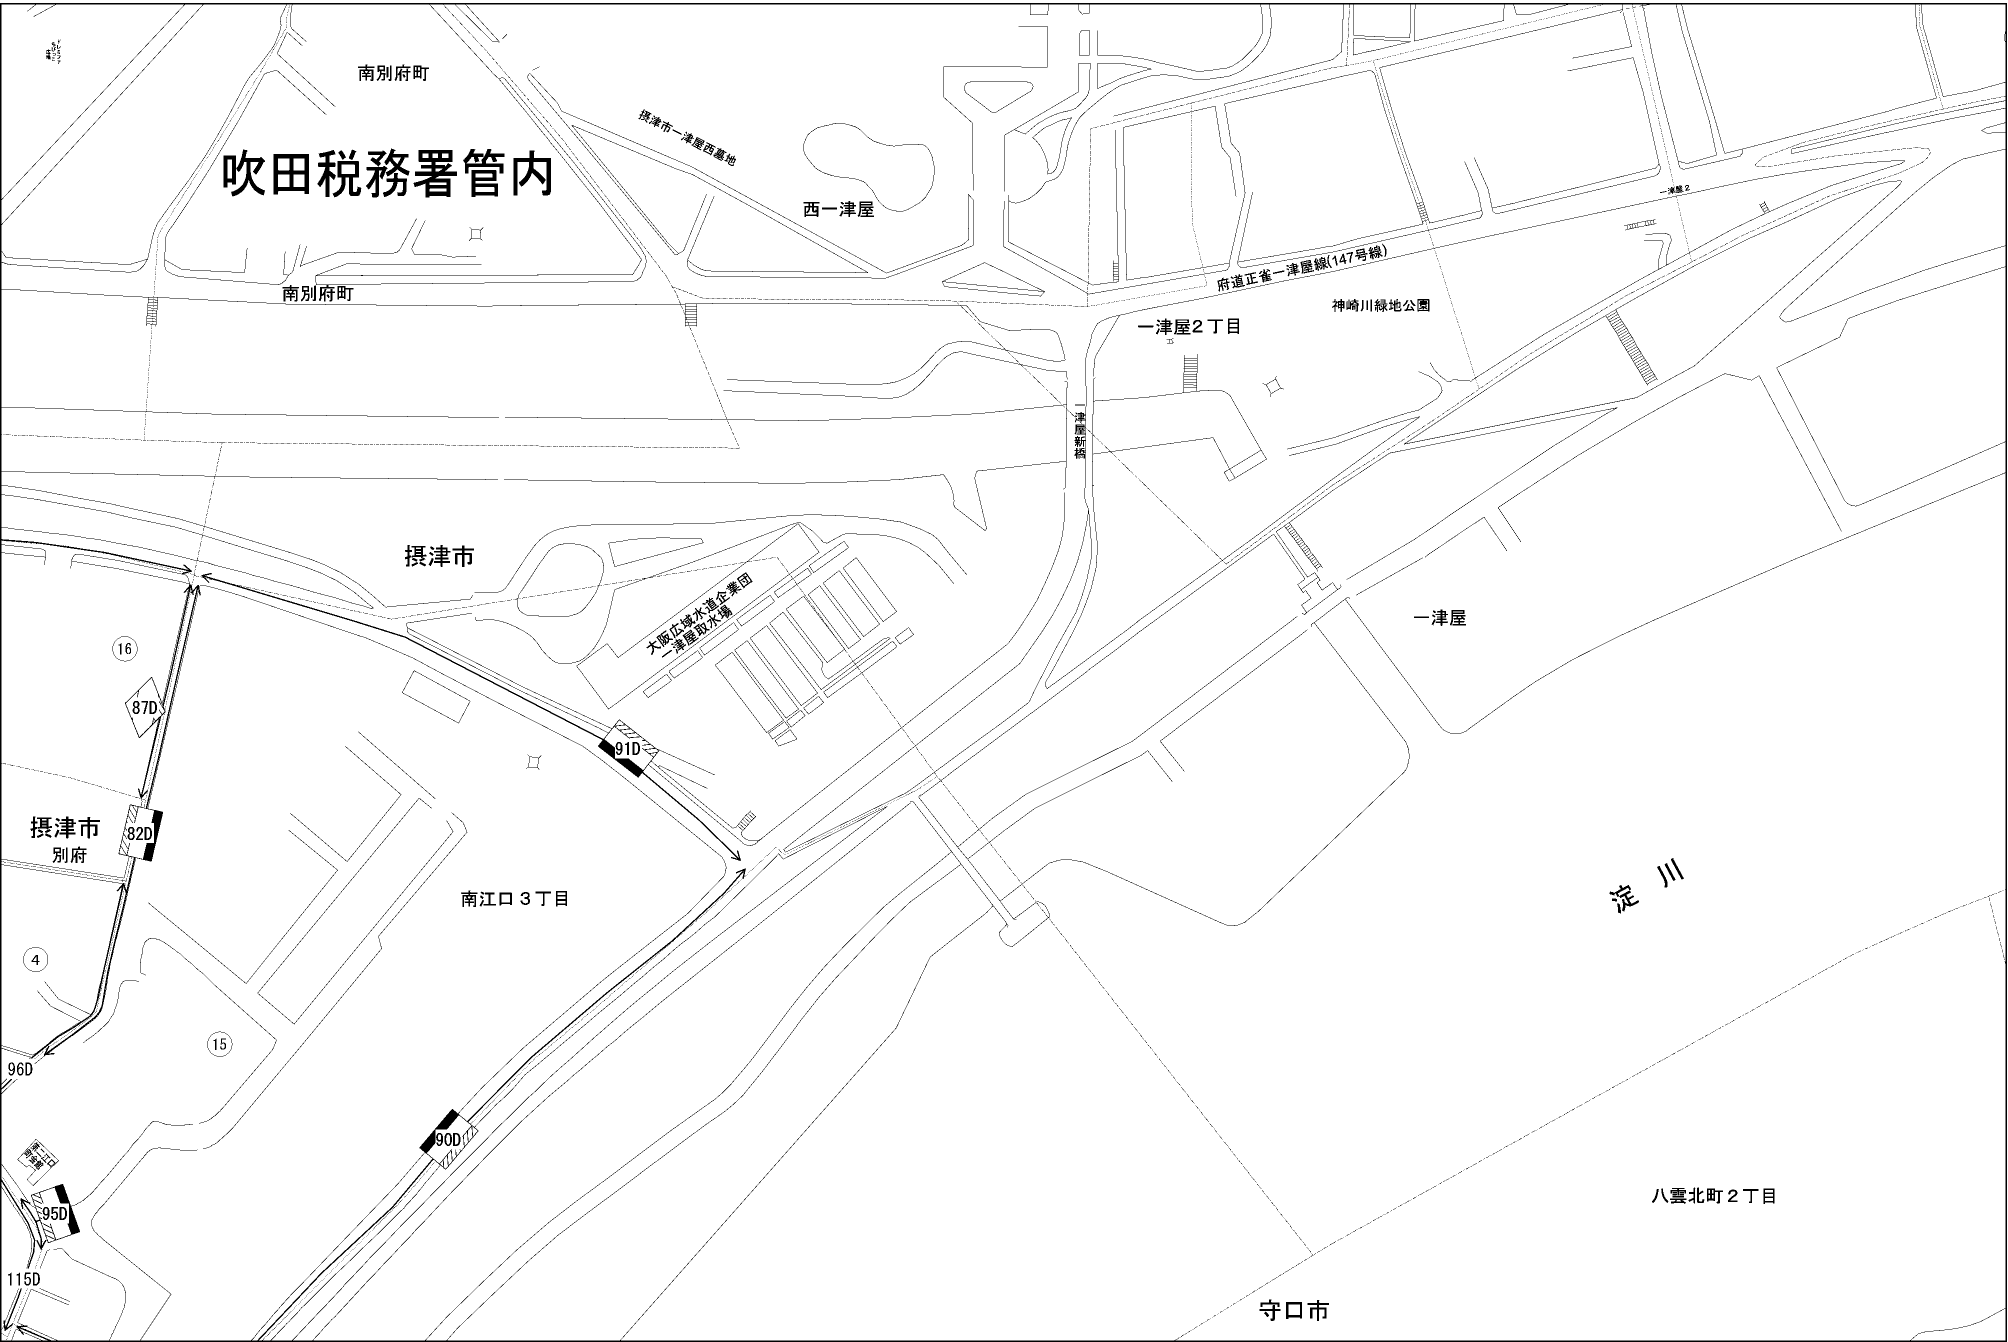 南別府町
摂津市一津屋西墓地
吹田税務署管内
西一津屋
一津屋2
府道正雀一津屋線(147号線)
南別府町
神崎川緑地公園
一津屋2丁目
一津屋新橋
摂津市
大阪広域水道企業団
一津屋取水場
一津屋
16
87D
91D
摂津市
82D
別府
淀川
南江口3丁目
4
15
96D
90D
南江口
町会館
八雲北町2丁目
95D
115D
守口市